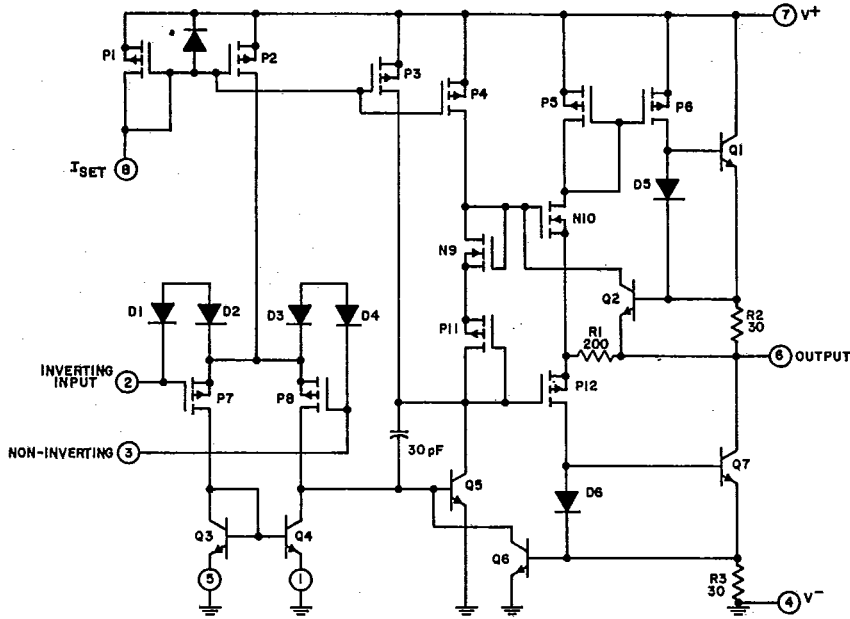 7 V+
P1
P2
P3
P4
P5
P6
Q1
ISET
8
D5
N10
N9
Q2
D1
D2
D3
D4
R2
30
R1
200
P11
6 OUTPUT
INVERTING
INPUT
2
P7
P8
P12
NON-INVERTING 3
30 pF
Q5
Q7
D6
Q3
Q4
Q6
5
1
R3
30
4 V-